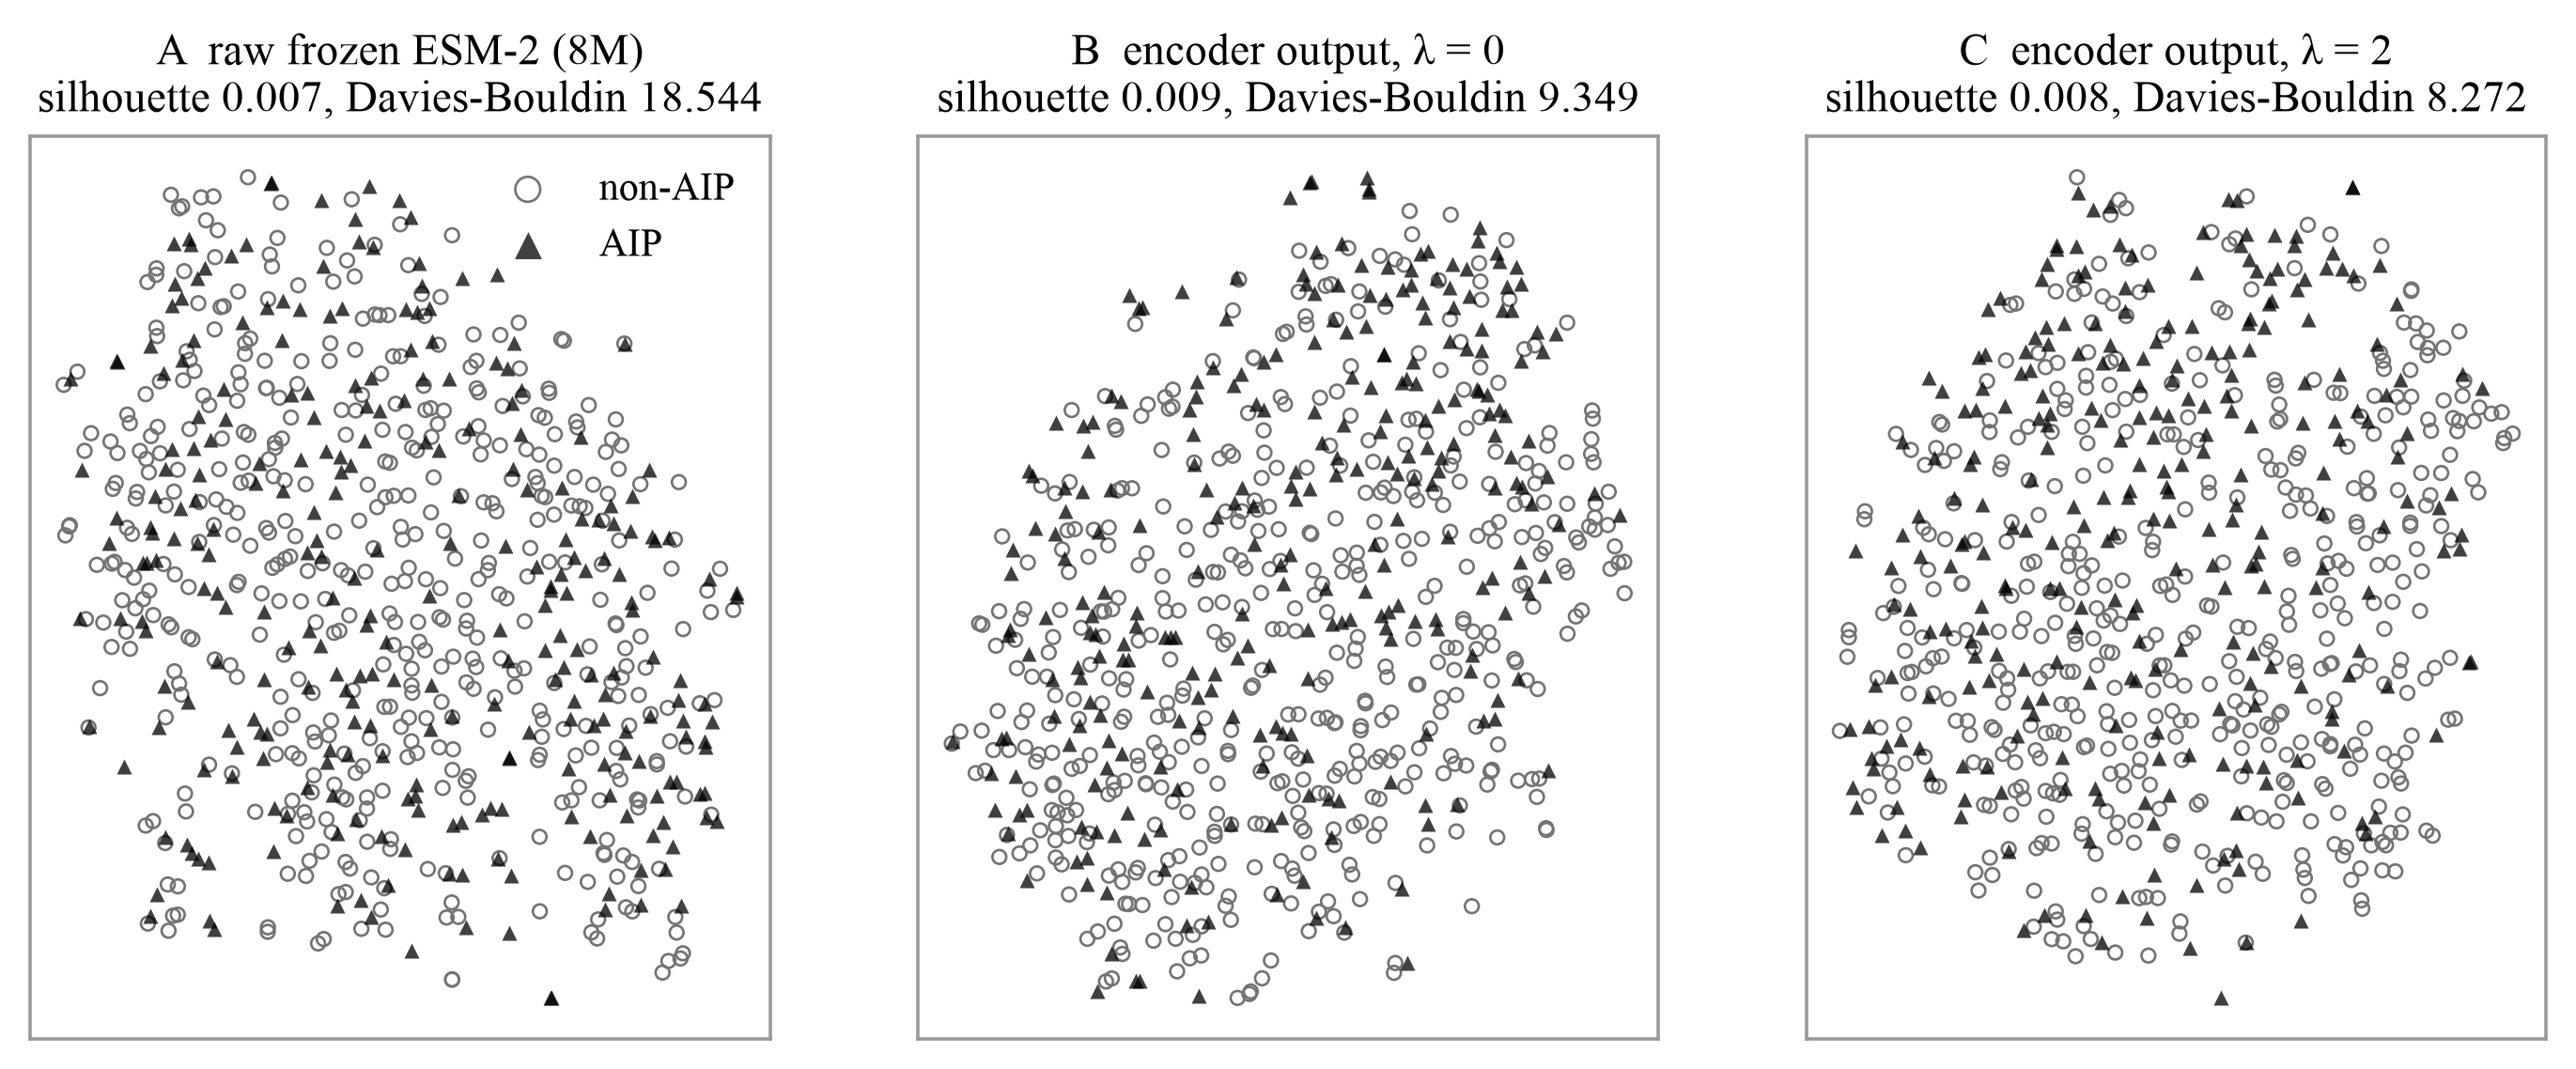 A raw frozen ESM-2 (8M)
silhouette 0.007, Davies-Bouldin 18.544
non-AIP
AIP
B encoder output, λ = 0
silhouette 0.009, Davies-Bouldin 9.349
C encoder output, λ = 2
silhouette 0.008, Davies-Bouldin 8.272